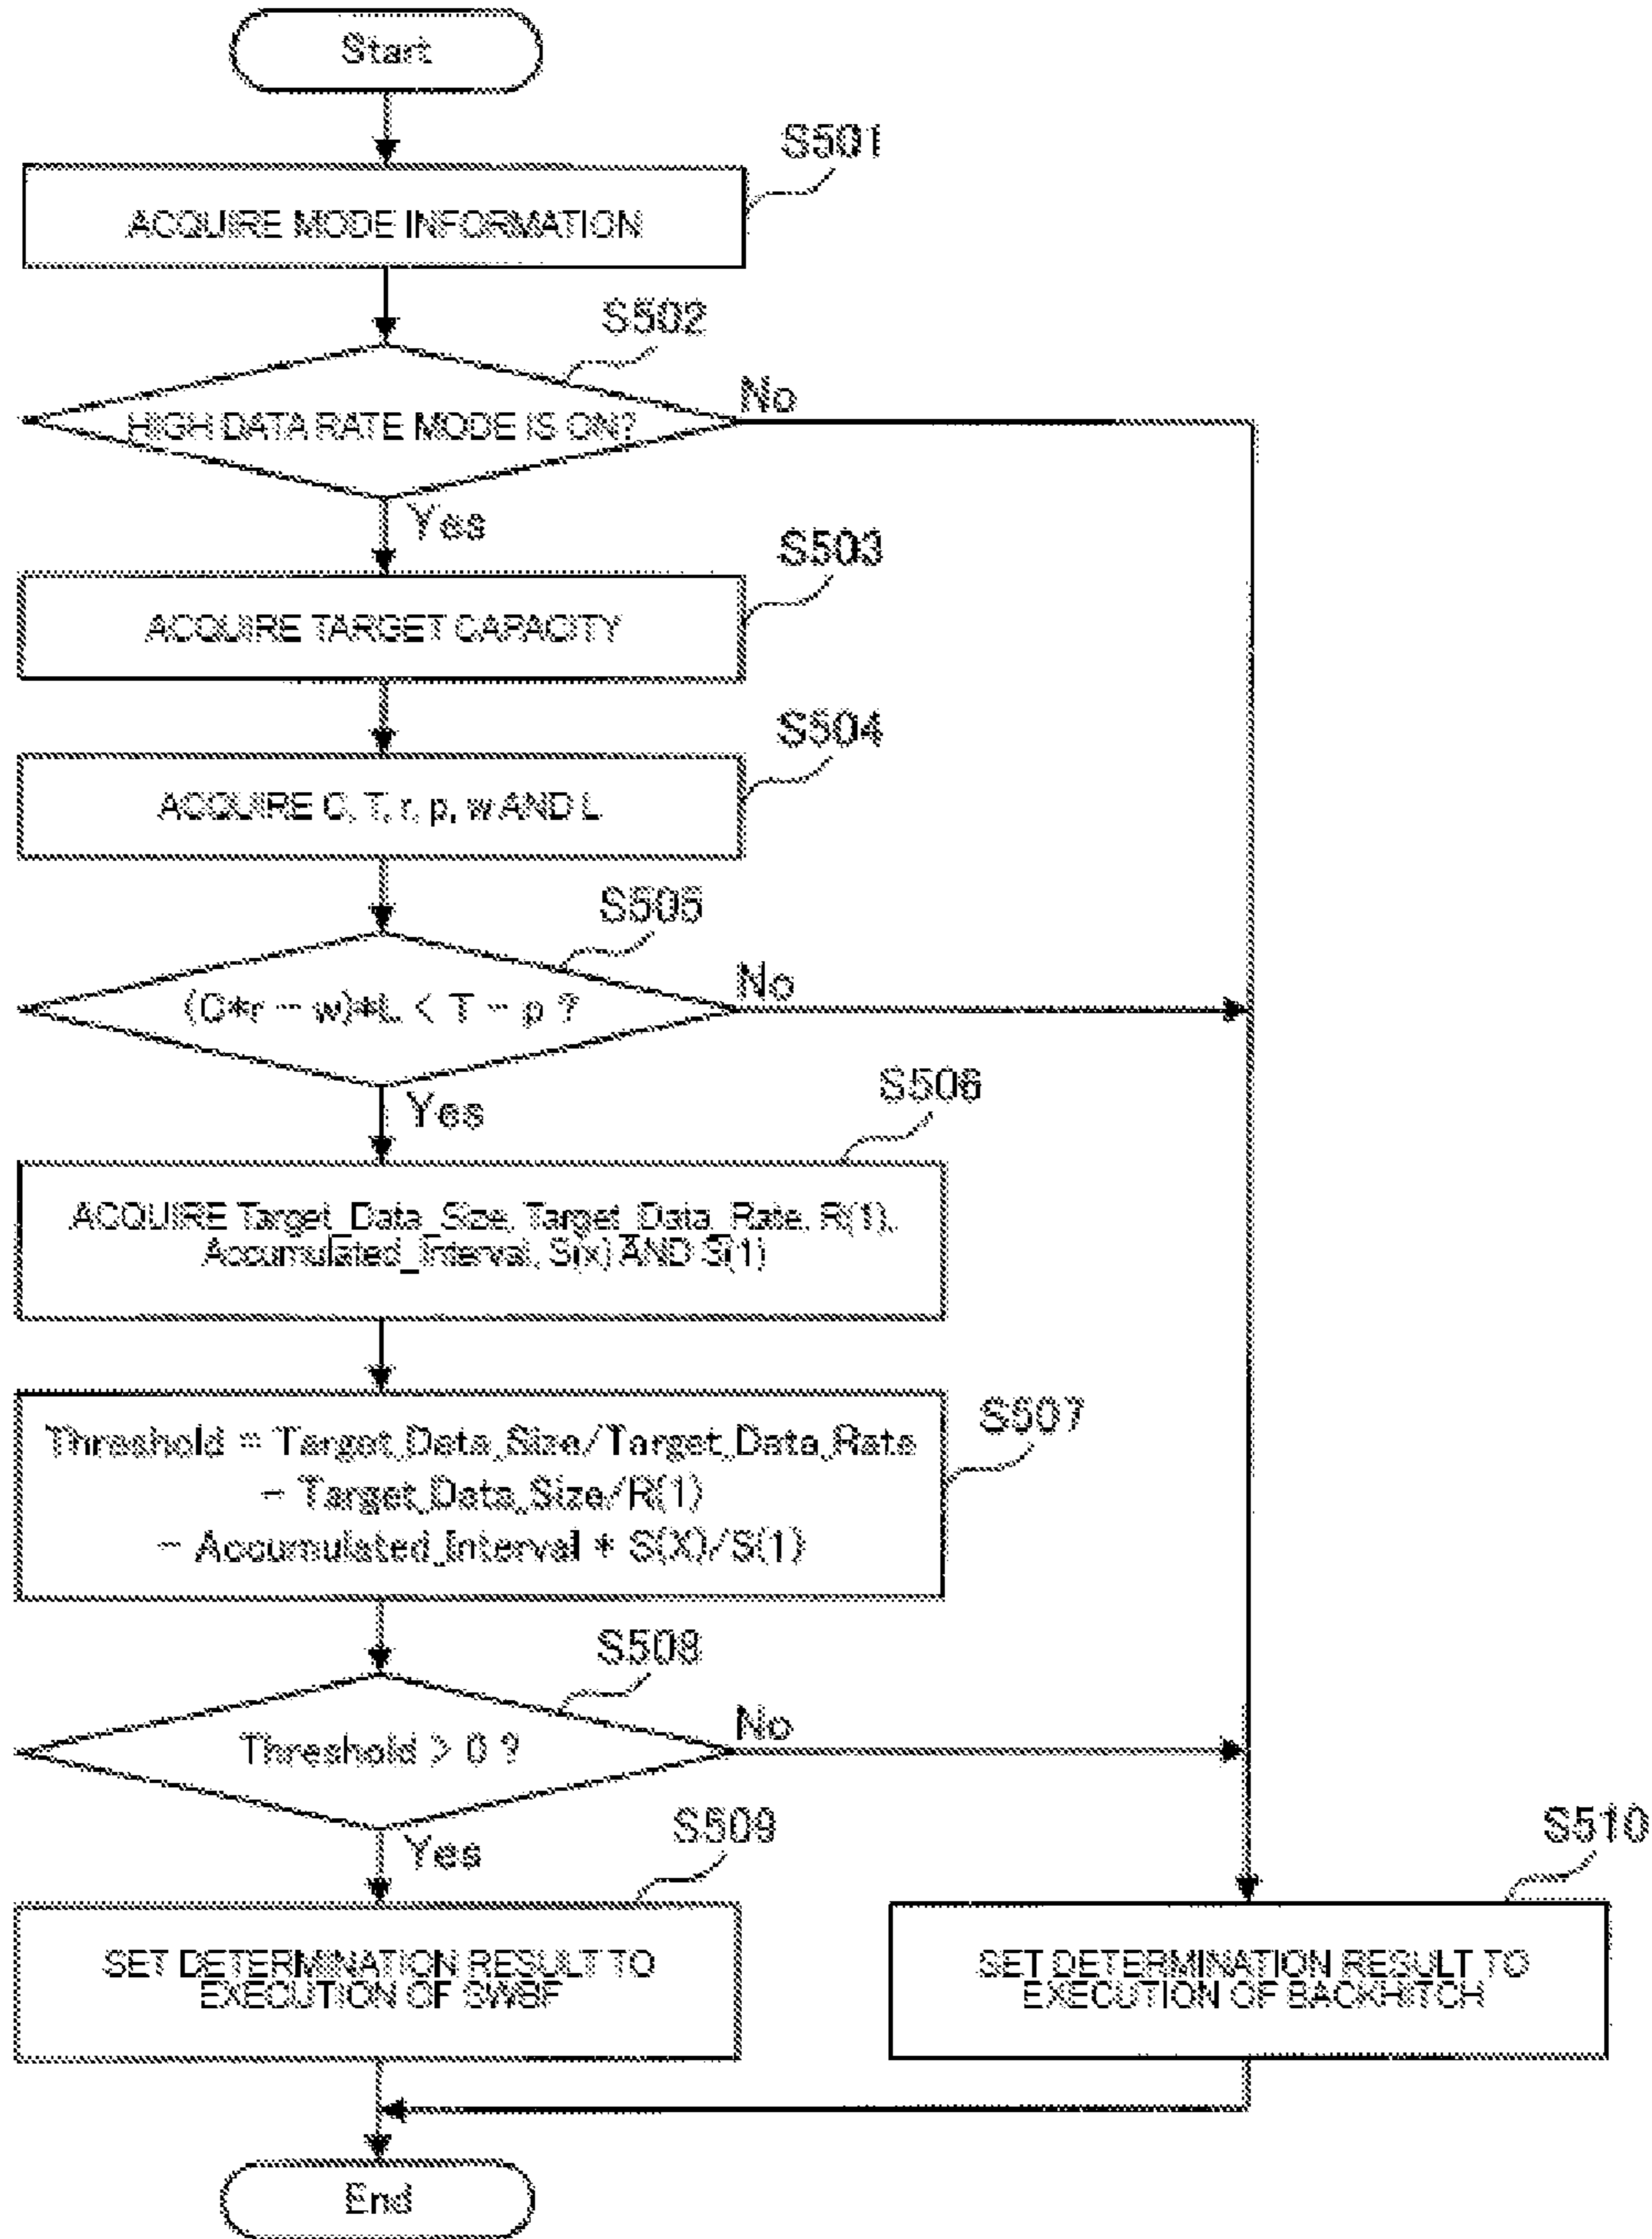 Start
S501
ACQUIRE MODE INFORMATION
S502
HIGH DATA RATE MODE IS ON?
No
Yes
S503
ACQUIRE TARGET CAPACITY
S504
ACQUIRE C, T, r, p, w AND L
S505
(C*r - w)*L < T - p ?
No
Yes
S506
ACQUIRE Target_Data_Size, Target_Data_Rate, R(1),
Accumulated_Interval, S(x) AND S(1)
S507
Threshold = Target_Data_Size/Target_Data_Rate
- Target_Data_Size/R(1)
- Accumulated_Interval * S(X)/S(1)
S508
Threshold > 0 ?
No
Yes
S509
SET DETERMINATION RESULT TO
EXECUTION OF SWBF
S510
SET DETERMINATION RESULT TO
EXECUTION OF BACKHITCH
End